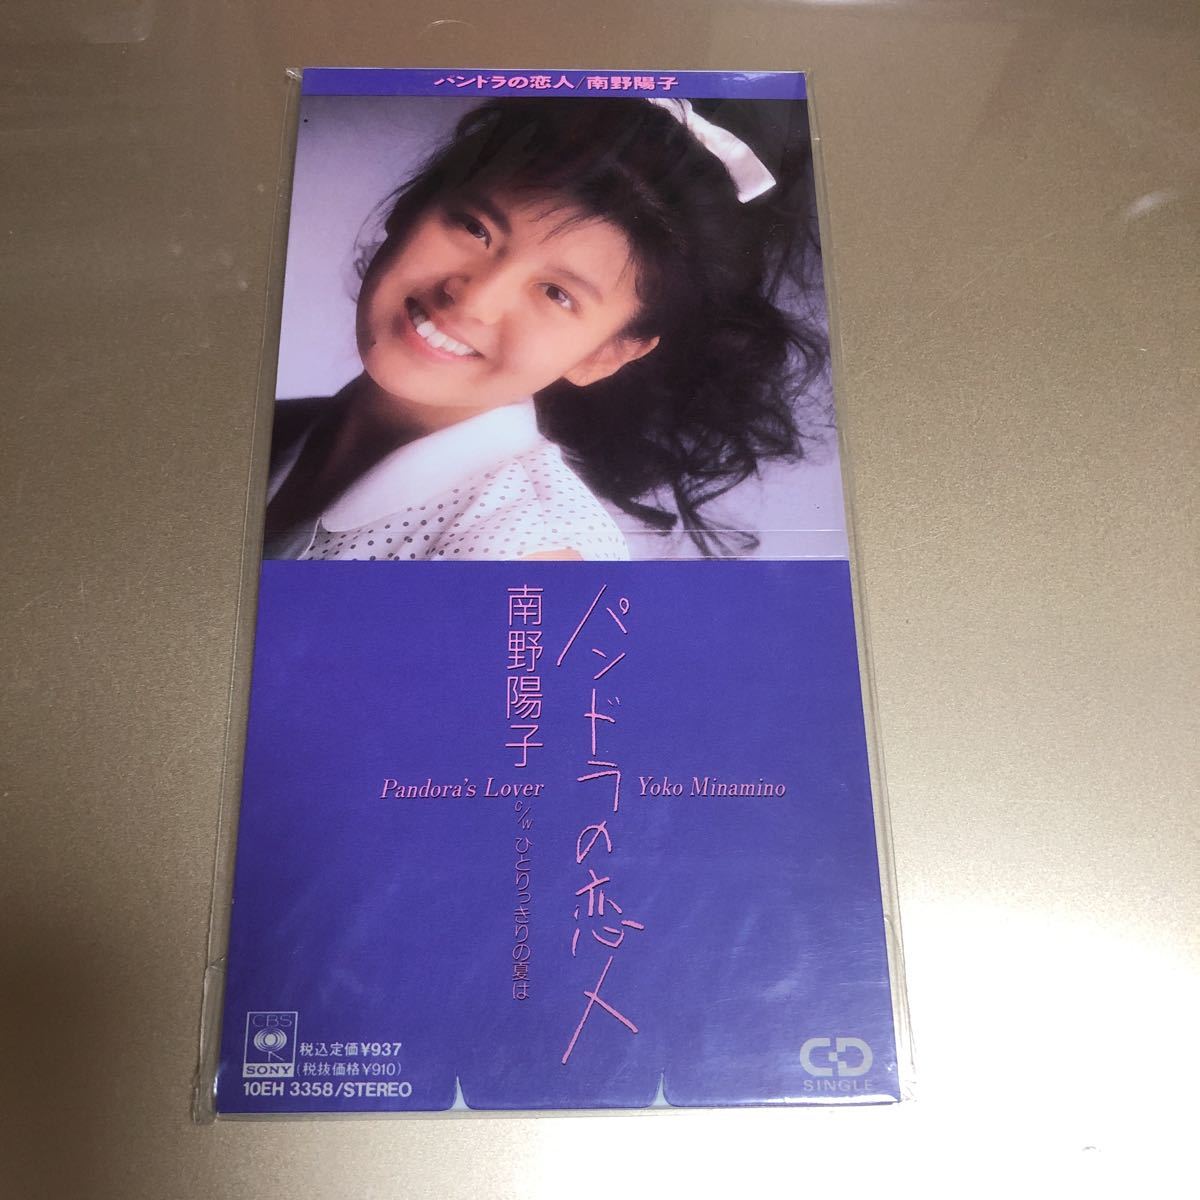 パンドラの恋人/南野陽子
パンドラの恋人
南野陽子
Pandora's Lover
Yoko Minamino
C/W ひとりっきりの夏は
CBS
SONY
税込定価¥937
(税抜価格¥910)
10EH 3358/STEREO
CD
SINGLE